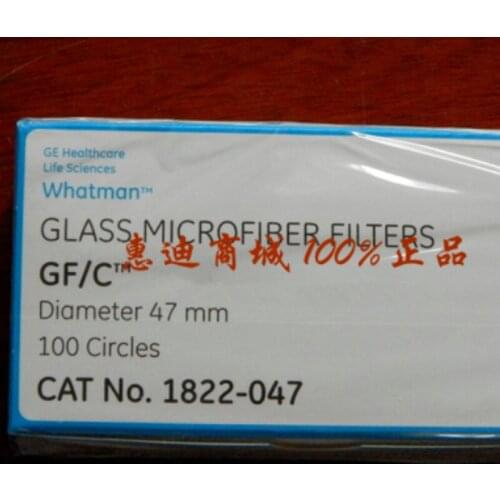 GE Healthcare
Life Sciences
Whatman™
GLASS MICROFIBER FILTERS
惠迪商城100%正品
GF/C™
Diameter 47 mm
100 Circles
CAT No. 1822-047